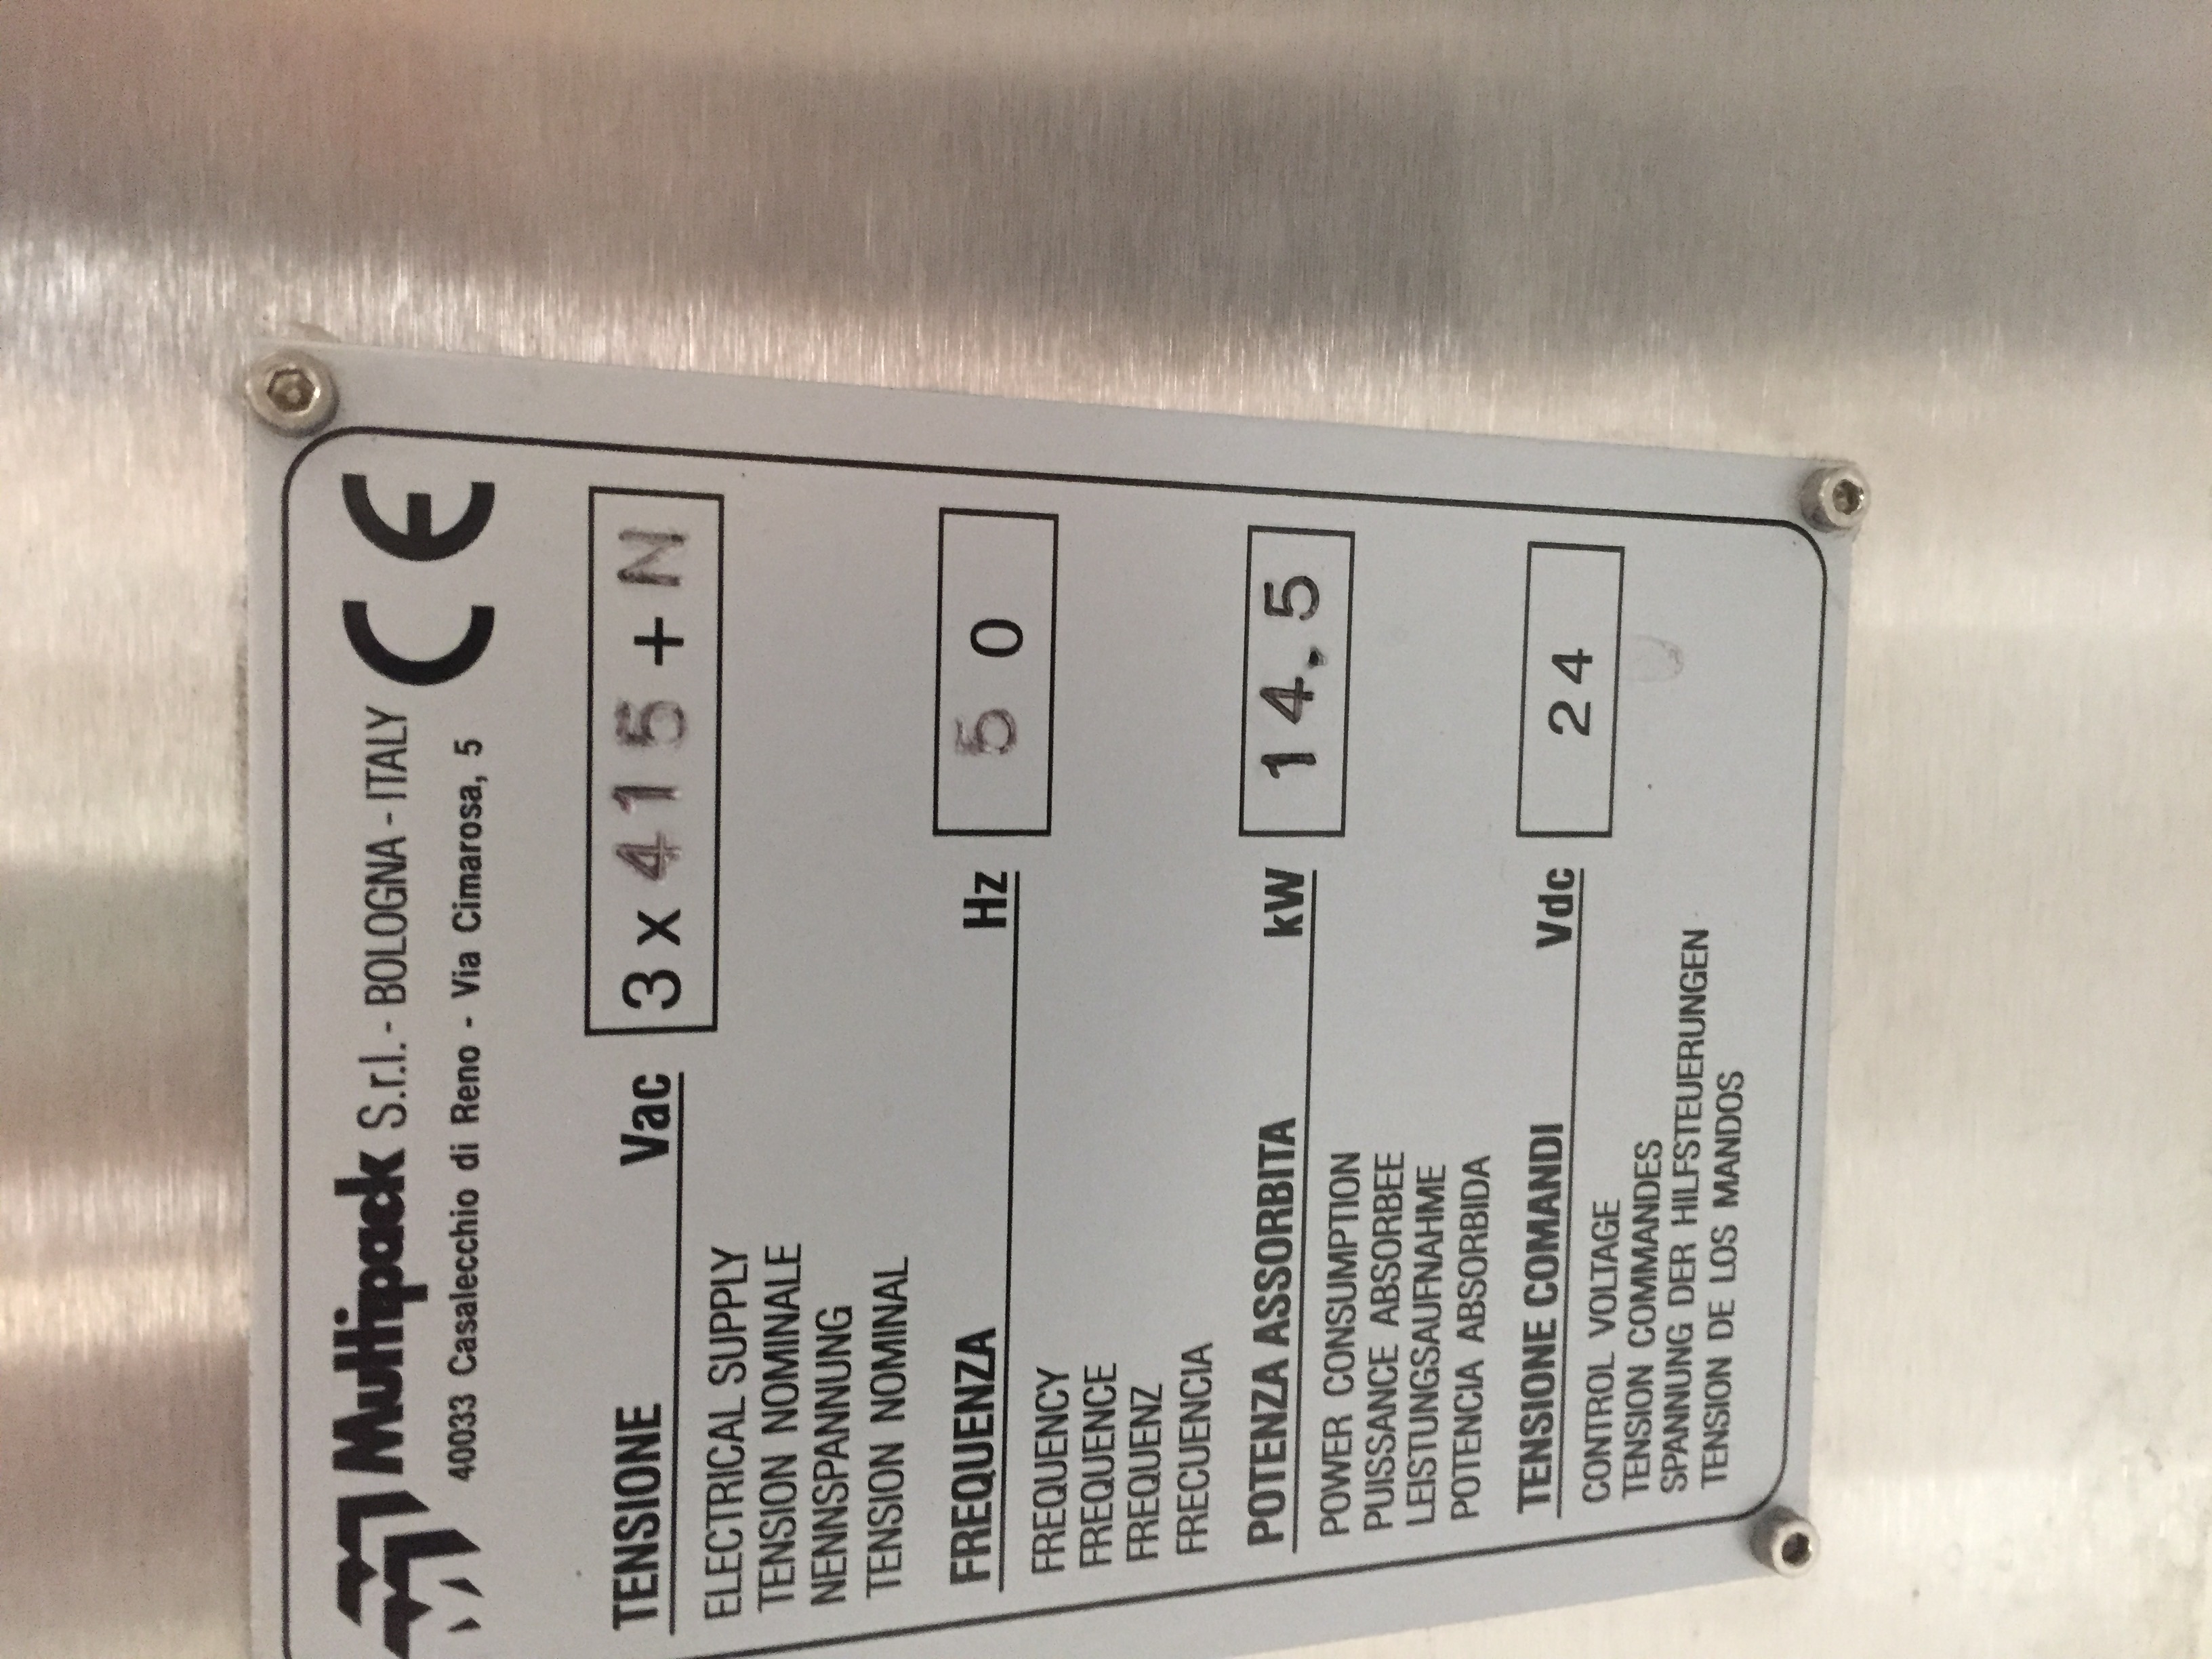 Multipack S.r.l. - BOLOGNA - ITALY CE
40033 Casalecchio di Reno - Via Cimarosa, 5
TENSIONE Vac 3 x 415 + N
ELECTRICAL SUPPLY
TENSION NOMINALE
NENNSPANNUNG
TENSION NOMINAL
FREQUENZA Hz 50
FREQUENCY
FREQUENCE
FREQUENZ
FRECUENCIA
POTENZA ASSORBITA kW 14.5
POWER CONSUMPTION
PUISSANCE ABSORBEE
LEISTUNGSAUFNAHME
POTENCIA ABSORBIDA
TENSIONE COMANDI Vdc 24
CONTROL VOLTAGE
TENSION COMMANDES
SPANNUNG DER HILFSTEUERUNGEN
TENSION DE LOS MANDOS